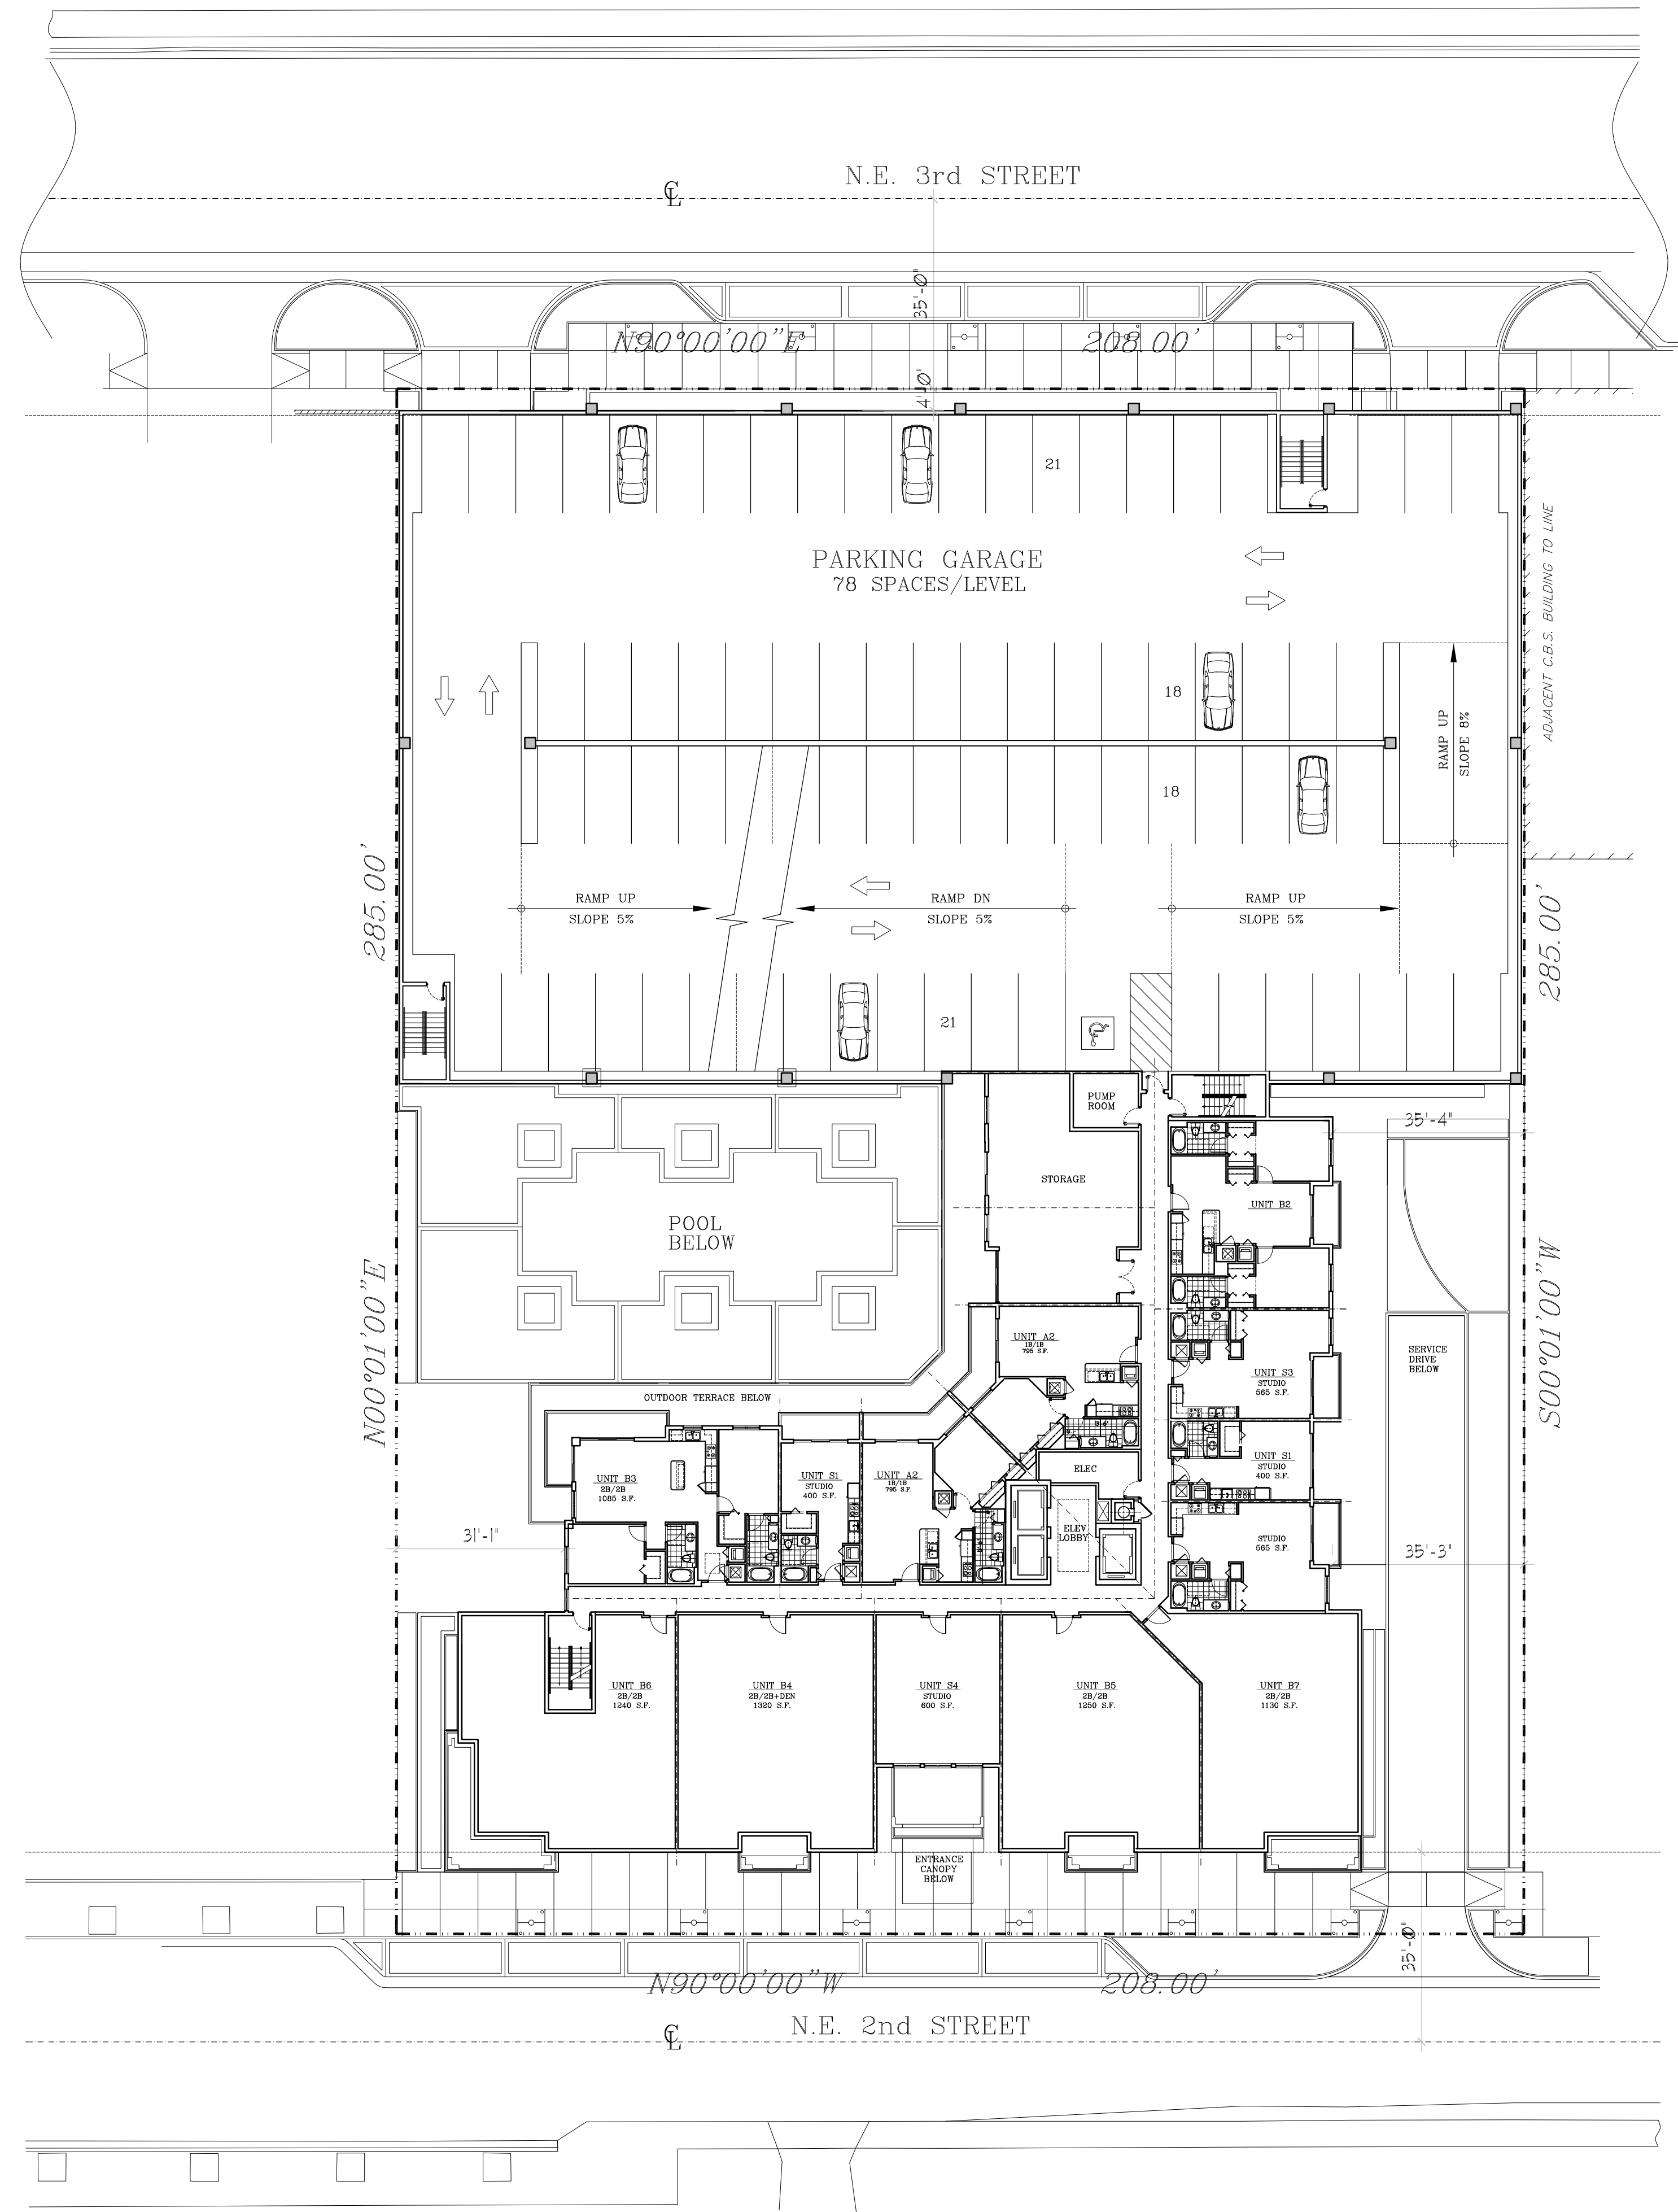 N.E. 3rd STREET
℄
35'-0"
N90°00'00"E
208.00'
4'-0"
21
PARKING GARAGE
78 SPACES/LEVEL
ADJACENT C.B.S. BUILDING TO LINE
18
RAMP UP
SLOPE 8%
18
285.00'
RAMP UP
SLOPE 5%
RAMP DN
SLOPE 5%
RAMP UP
SLOPE 5%
285.00'
21
PUMP
ROOM
35'-4"
STORAGE
UNIT B2
POOL
BELOW
N00°01'00"E
S00°01'00"W
UNIT A2
1B/1B
795 S.F.
SERVICE
DRIVE
BELOW
UNIT S3
STUDIO
565 S.F.
OUTDOOR TERRACE BELOW
UNIT B3
2B/2B
1085 S.F.
UNIT S1
STUDIO
400 S.F.
UNIT A2
1B/1B
795 S.F.
ELEC
UNIT S1
STUDIO
400 S.F.
31'-1"
ELEV
LOBBY
STUDIO
565 S.F.
35'-3"
UNIT B6
2B/2B
1240 S.F.
UNIT B4
2B/2B+DEN
1320 S.F.
UNIT S4
STUDIO
600 S.F.
UNIT B5
2B/2B
1250 S.F.
UNIT B7
2B/2B
1130 S.F.
ENTRANCE
CANOPY
BELOW
35'-0"
N90°00'00"W
208.00'
N.E. 2nd STREET
℄